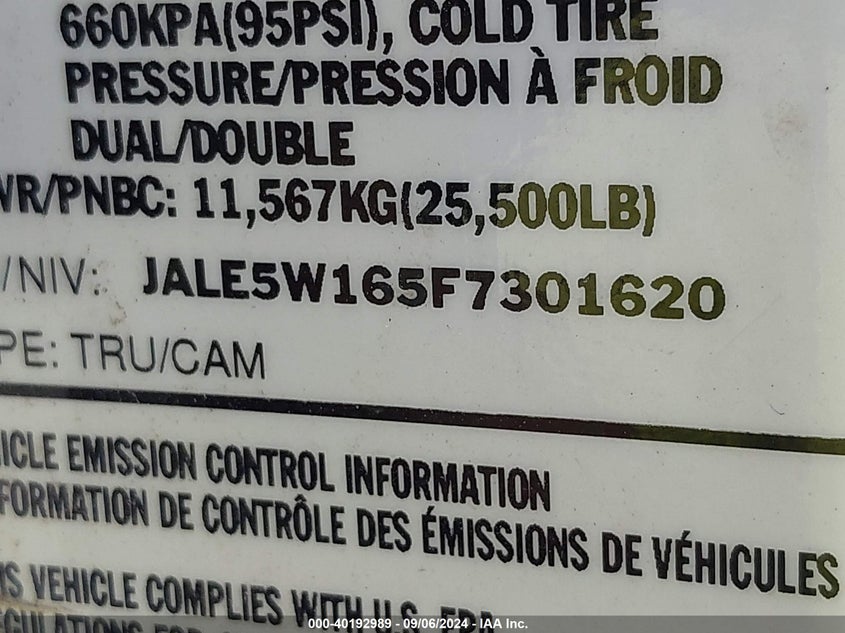 660KPA(95PSI), COLD TIRE
PRESSURE/PRESSION À FROID
DUAL/DOUBLE
VR/PNBC: 11,567KG(25,500LB)
/NIV: JALE5W165F7301620
PE: TRU/CAM
ICLE EMISSION CONTROL INFORMATION
FORMATION DE CONTRÔLE DES ÉMISSIONS DE VÉHICULES
IS VEHICLE COMPLIES WITH U.S. EPA
000-40192989 - 09/06/2024 - IAA Inc.